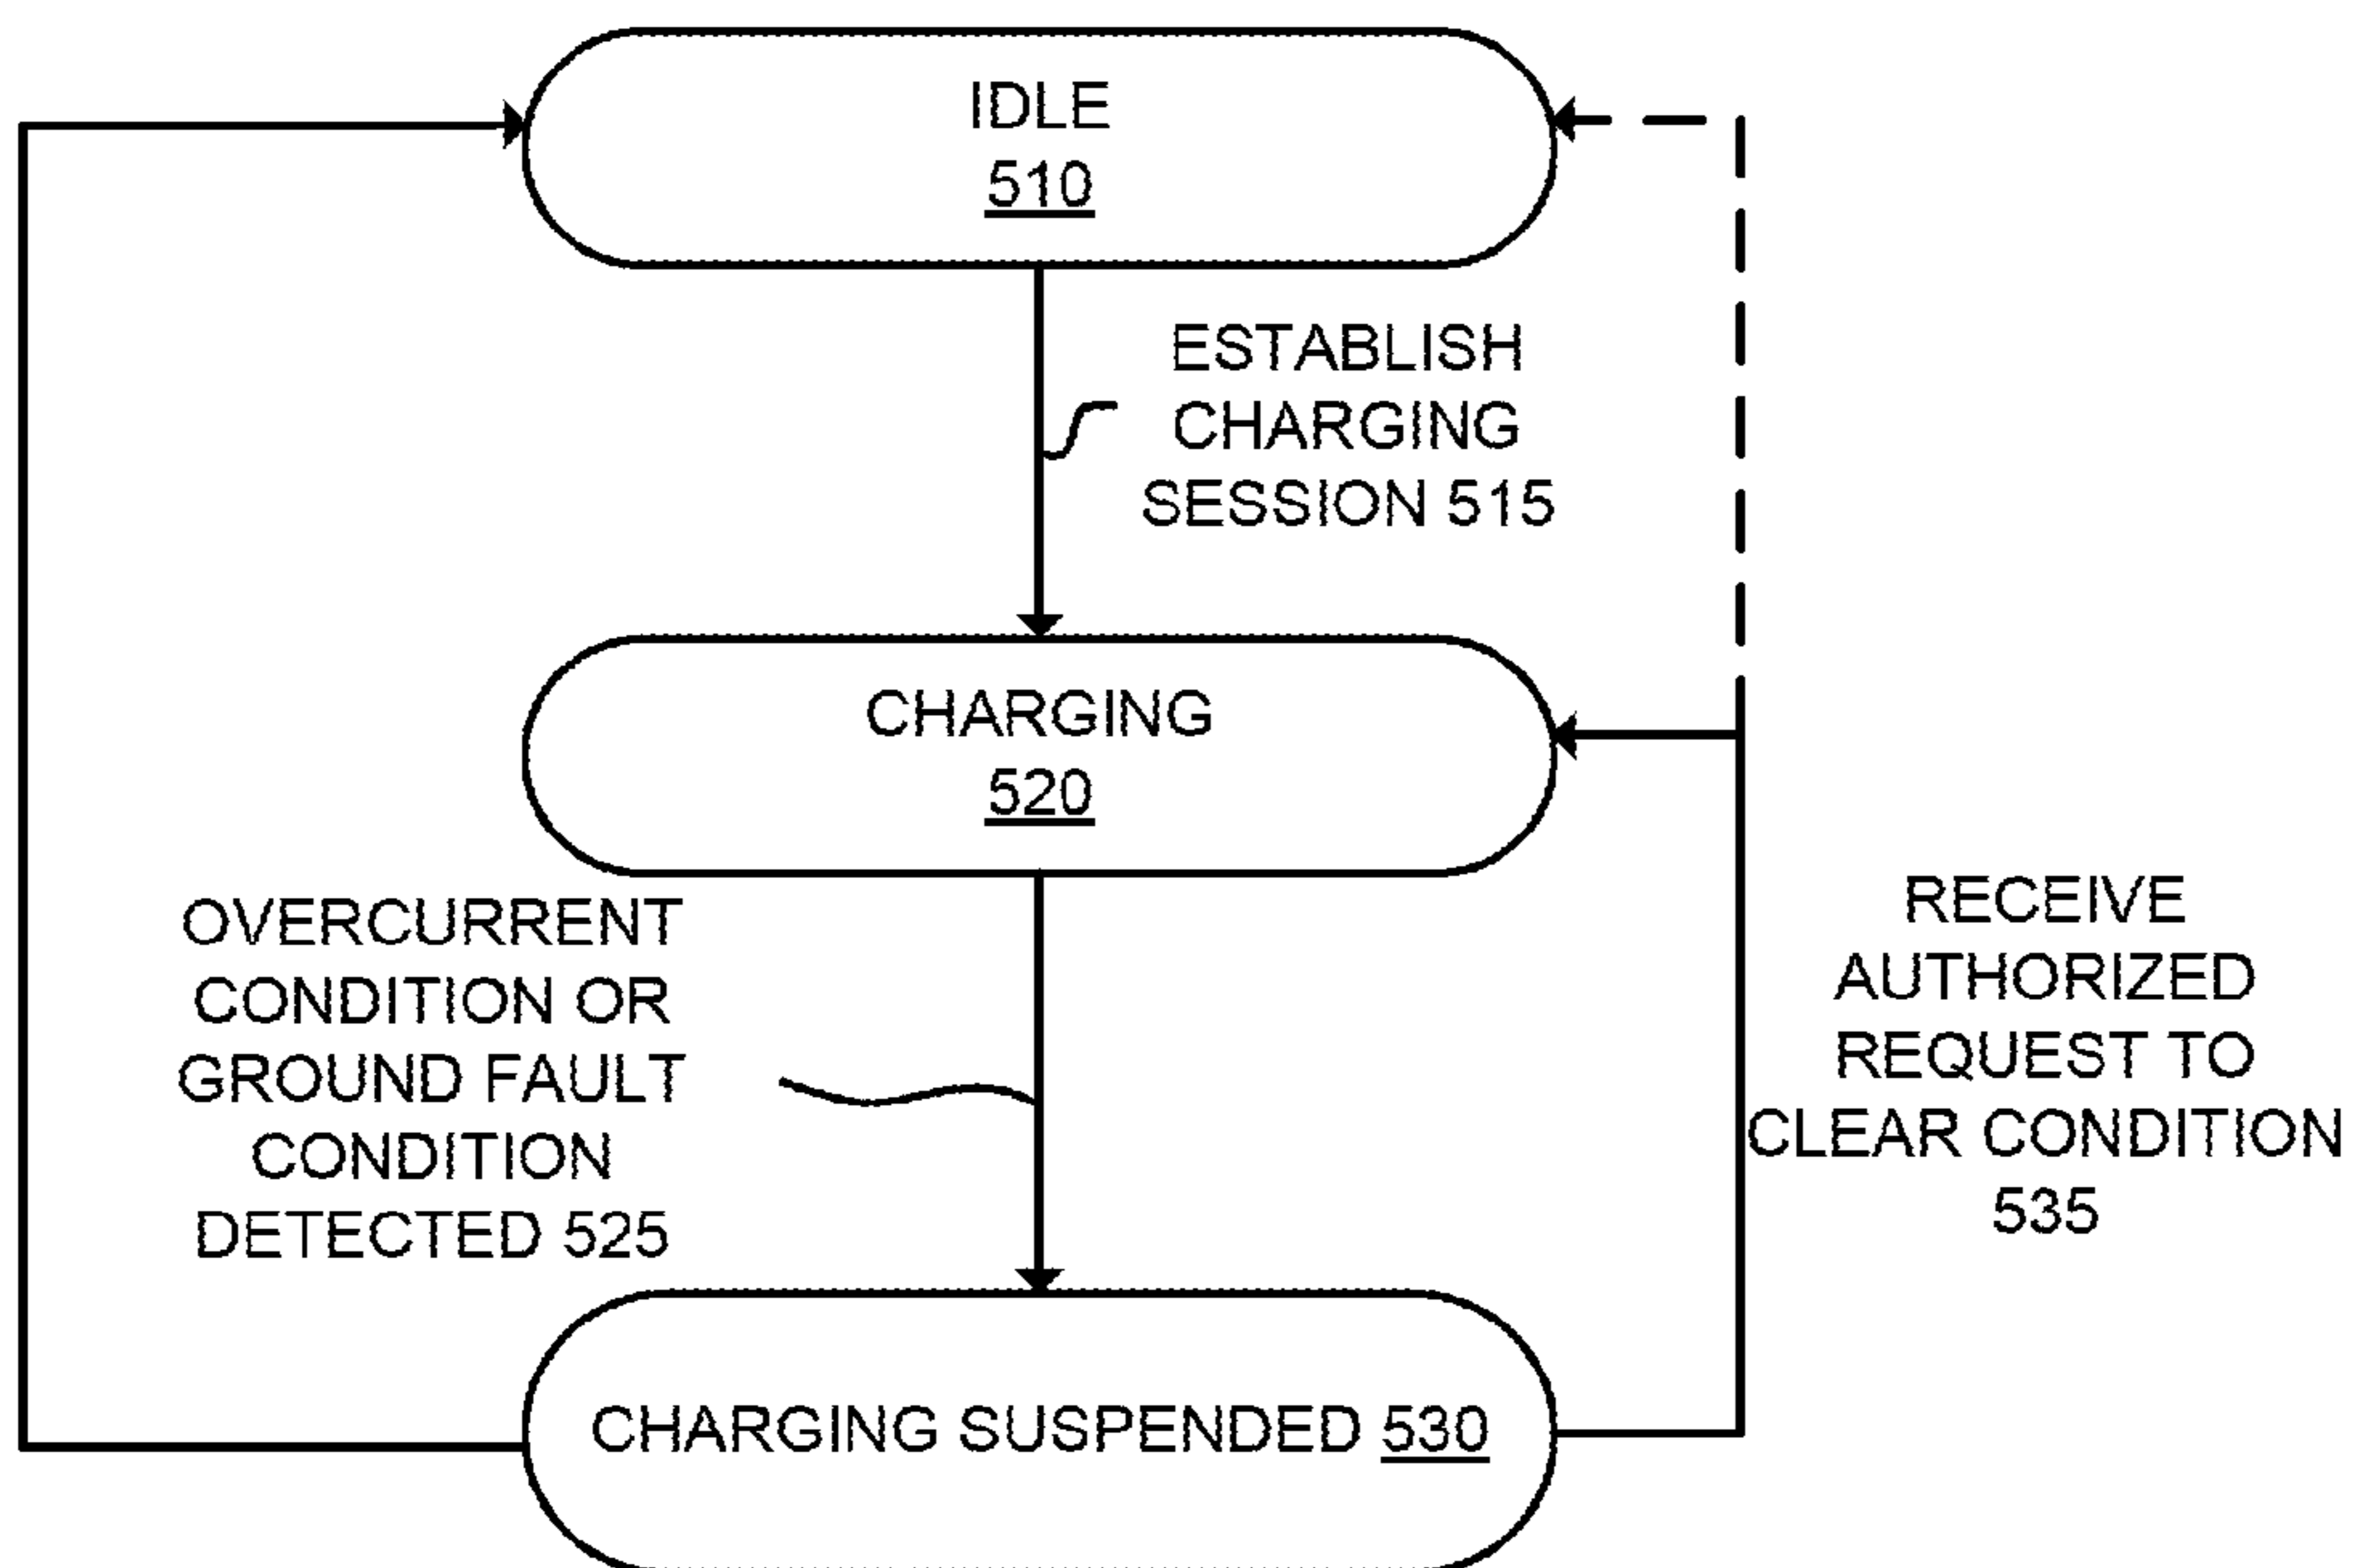 IDLE
510
ESTABLISH
CHARGING
SESSION 515
CHARGING
520
OVERCURRENT
CONDITION OR
GROUND FAULT
CONDITION
DETECTED 525
RECEIVE
AUTHORIZED
REQUEST TO
CLEAR CONDITION
535
CHARGING SUSPENDED 530